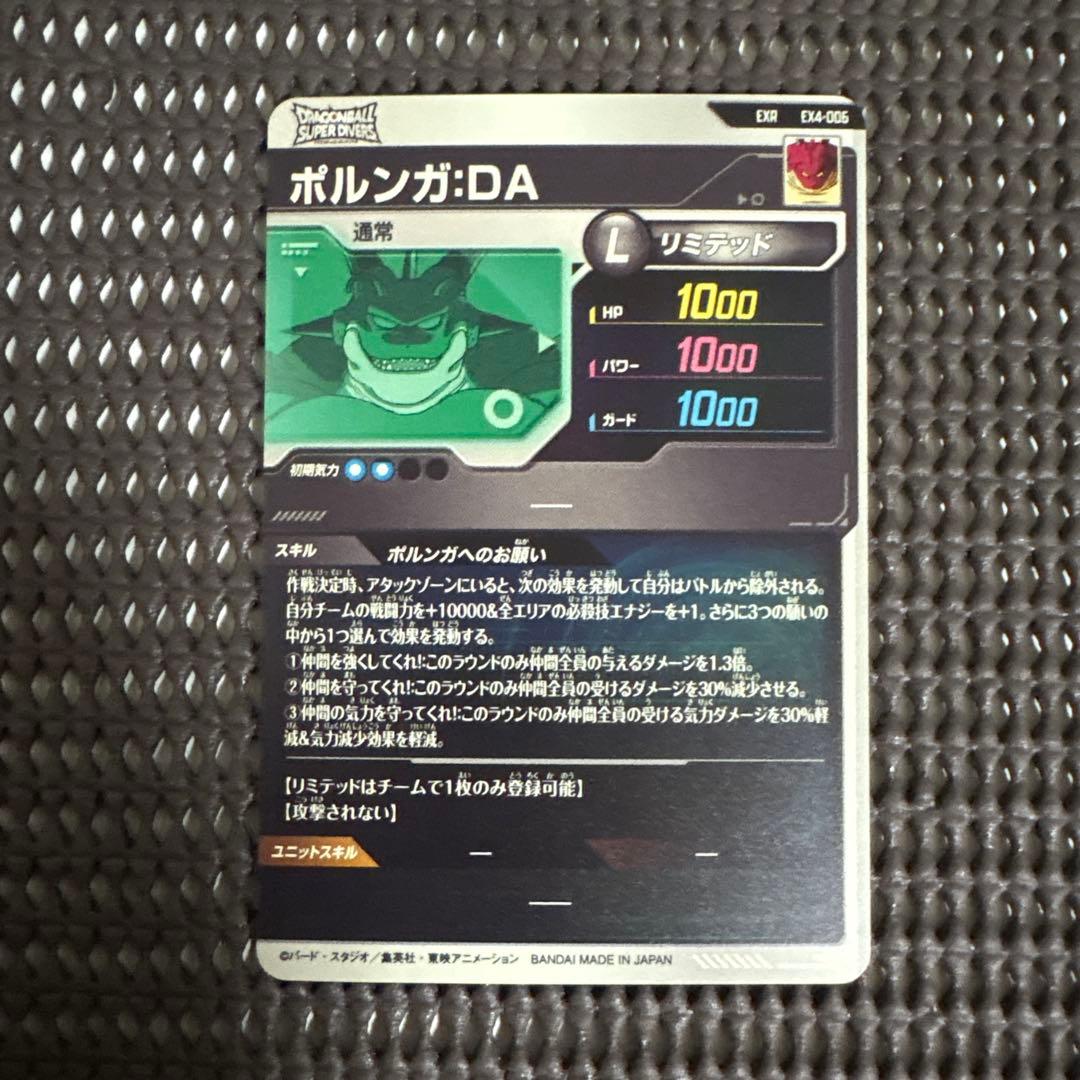 DRAGONBALL
SUPER DIVERS
EXR EX4-005
ポルンガ:DA
通常
L リミテッド
HP 1000
パワー 1000
ガード 1000
初期気力
スキル ポルンガへのお願い
作戦決定時、アタックゾーンにいると、次の効果を発動して自分はバトルから除外される。
自分チームの戦闘力を+10000&全エリアの必殺技エナジーを+1。さらに3つの願いの
中から1つ選んで効果を発動する。
①仲間を強くしてくれ!:このラウンドのみ仲間全員の与えるダメージを1.3倍。
②仲間を守ってくれ!:このラウンドのみ仲間全員の受けるダメージを30%減少させる。
③仲間の気力を守ってくれ!:このラウンドのみ仲間全員の受ける気力ダメージを30%軽
減&気力減少効果を軽減。
【リミテッドはチームで1枚のみ登録可能】
【攻撃されない】
ユニットスキル — —
©バード・スタジオ/集英社・東映アニメーション BANDAI MADE IN JAPAN